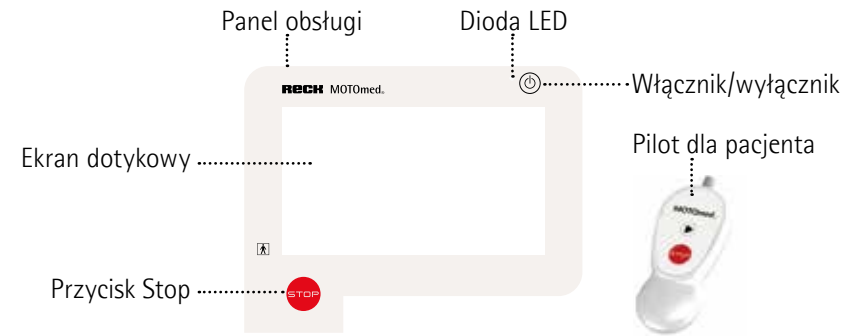 Panel obsługi
Dioda LED
RECK MOTOmed.
Włącznik/wyłącznik
Ekran dotykowy
Pilot dla pacjenta
MOTOmed.
STOP
Przycisk Stop
STOP